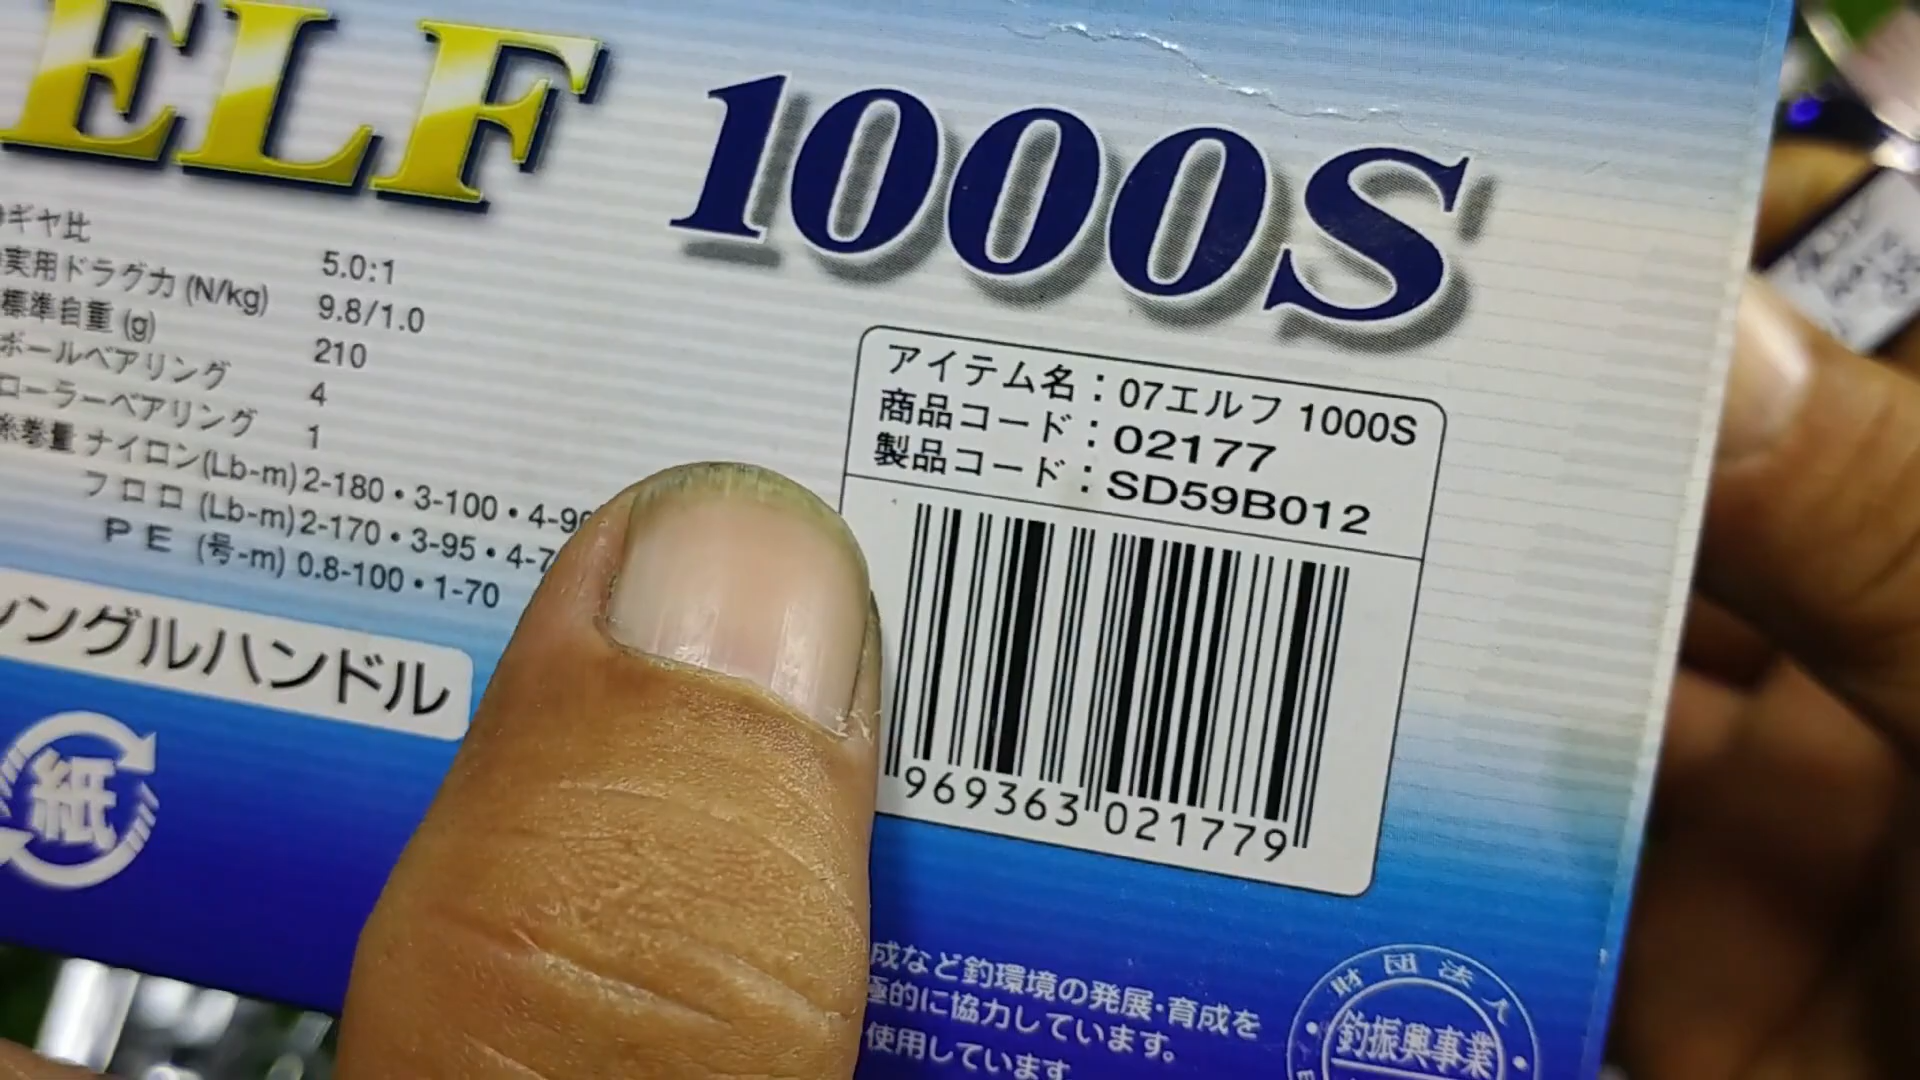 ELF 1000S
ギヤ比 5.0:1
実用ドラグ力 (N/kg) 9.8/1.0
標準自重 (g) 210
ボールベアリング 4
ローラーベアリング 1
糸巻量 ナイロン(Lb-m) 2-180・3-100・4-90
フロロ (Lb-m) 2-170・3-95・4-7
PE (号-m) 0.8-100・1-70
シングルハンドル
紙
アイテム名：07エルフ 1000S
商品コード：02177
製品コード：SD59B012
969363 021779
成など釣環境の発展・育成を
極的に協力しています。
使用しています
財団法人
釣振興事業